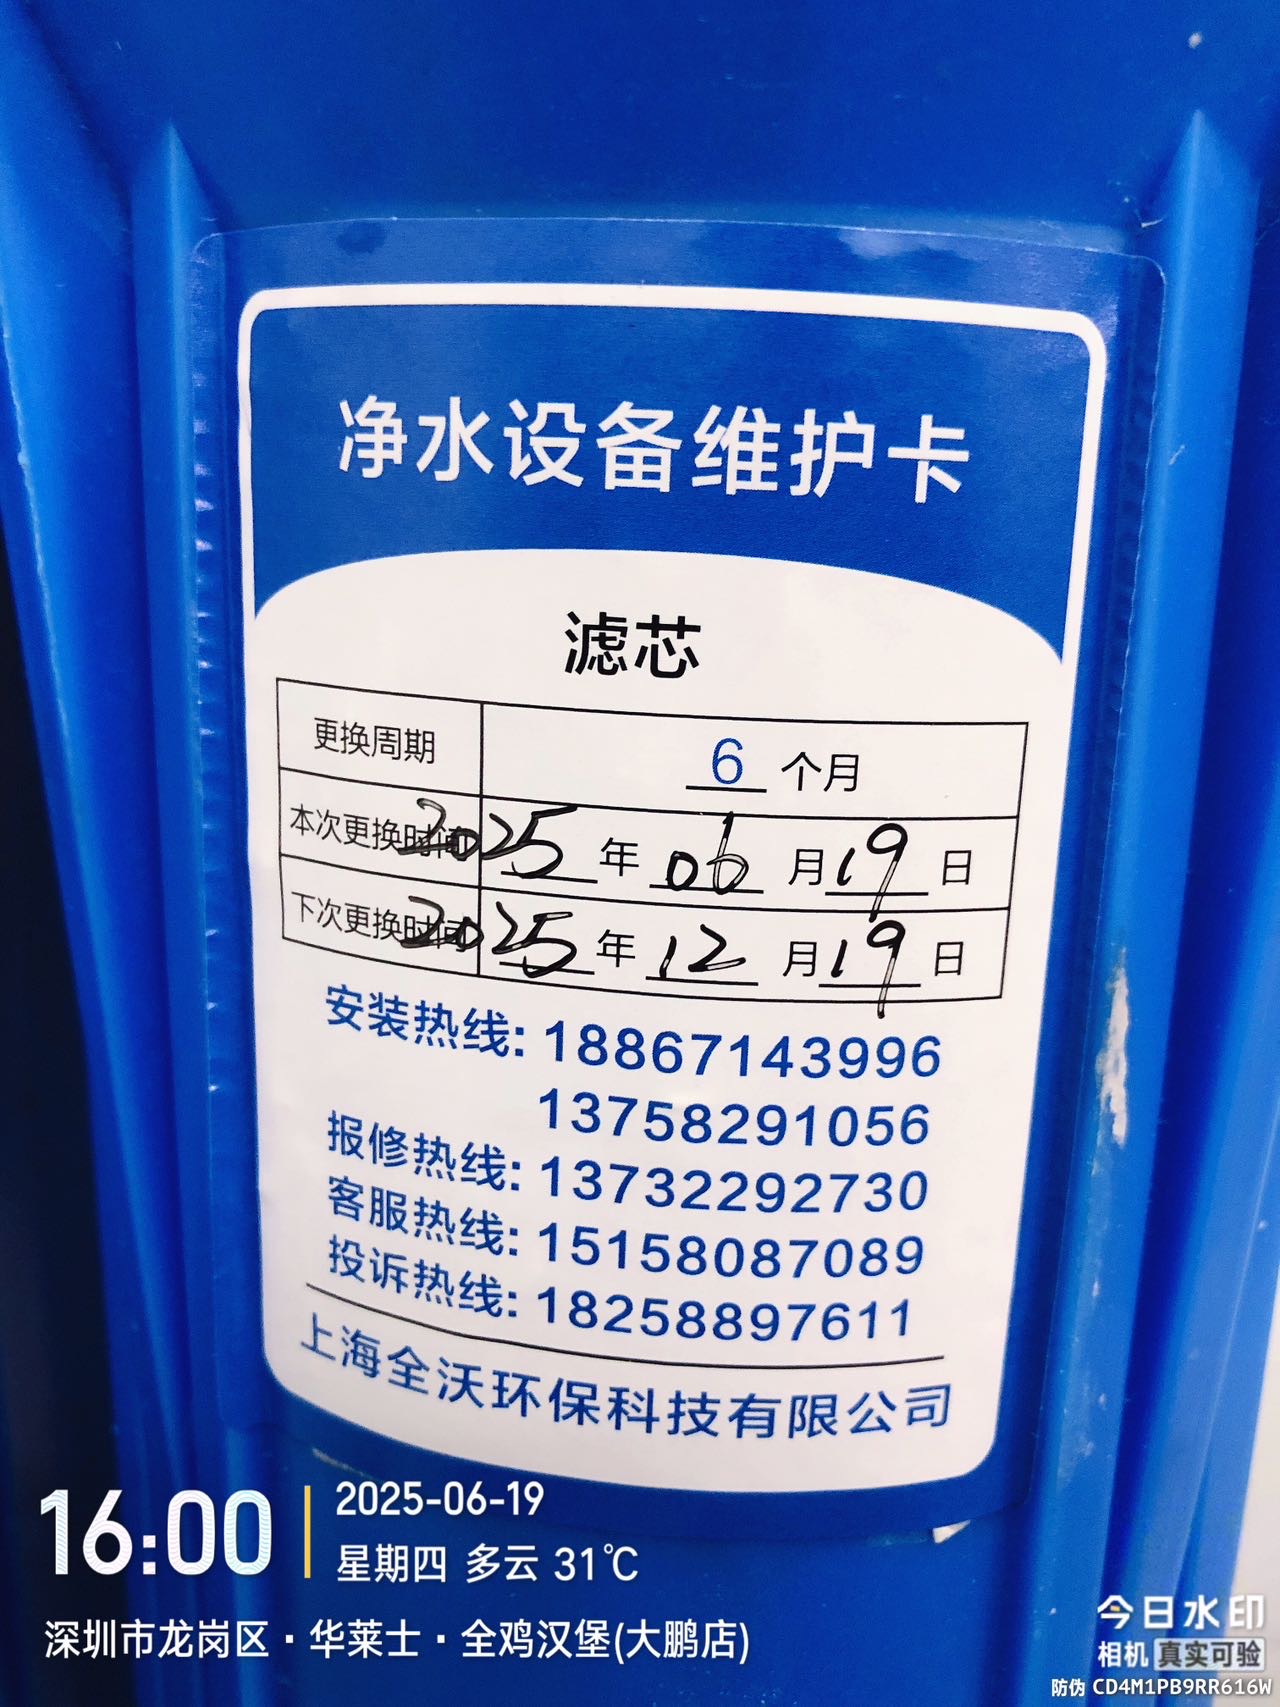 净水设备维护卡
滤芯
更换周期 6 个月
本次更换时间 2025 年 06 月 19 日
下次更换时间 2025 年 12 月 19 日
安装热线: 18867143996
13758291056
报修热线: 13732292730
客服热线: 15158087089
投诉热线: 18258897611
上海全沃环保科技有限公司
16:00
2025-06-19
星期四 多云 31℃
深圳市龙岗区·华莱士·全鸡汉堡(大鹏店)
今日水印
相机 真实可验
防伪 CD4M1PB9RR616W